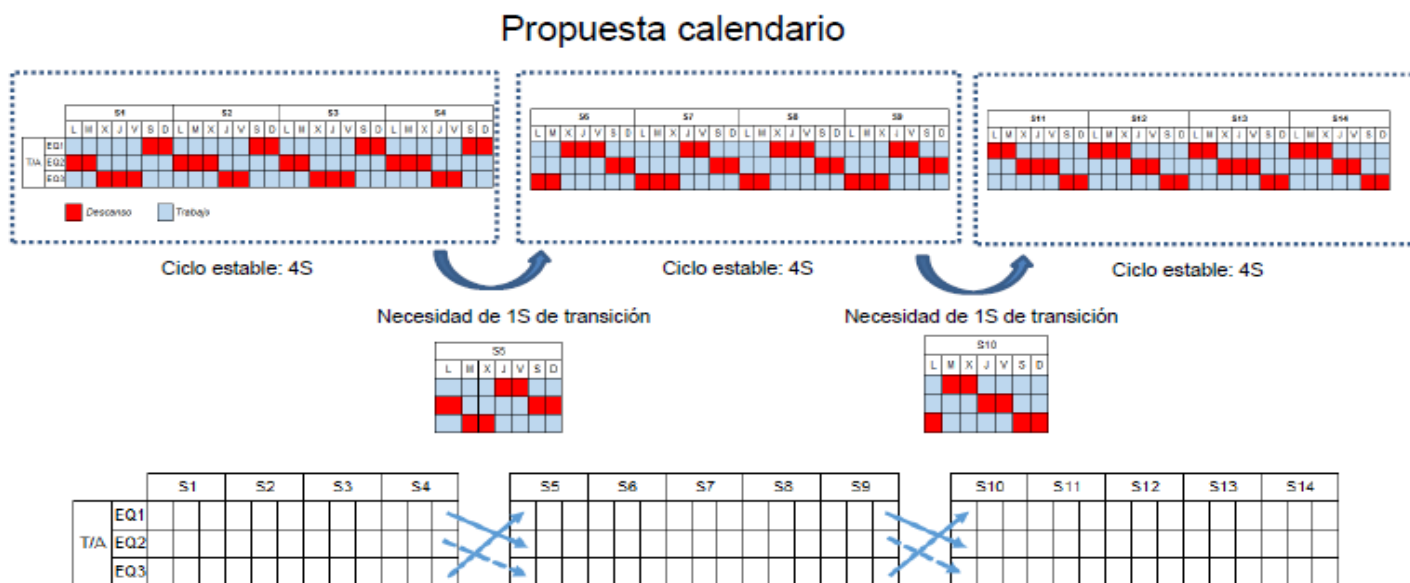 Propuesta calendario
S1 S2 S3 S4
L M X J V S D L M X J V S D L M X J V S D L M X J V S D
T/A
EQ1
EQ2
EQ3
Descanso Trabajo
S6 S7 S8 S9
L M X J V S D L M X J V S D L M X J V S D L M X J V S D
S11 S12 S13 S14
L M X J V S D L M X J V S D L M X J V S D L M X J V S D
Ciclo estable: 4S
Ciclo estable: 4S
Ciclo estable: 4S
Necesidad de 1S de transición
Necesidad de 1S de transición
S5
L M X J V S D
S10
L M X J V S D
S1 S2 S3 S4
S5 S6 S7 S8 S9
S10 S11 S12 S13 S14
T/A
EQ1
EQ2
EQ3